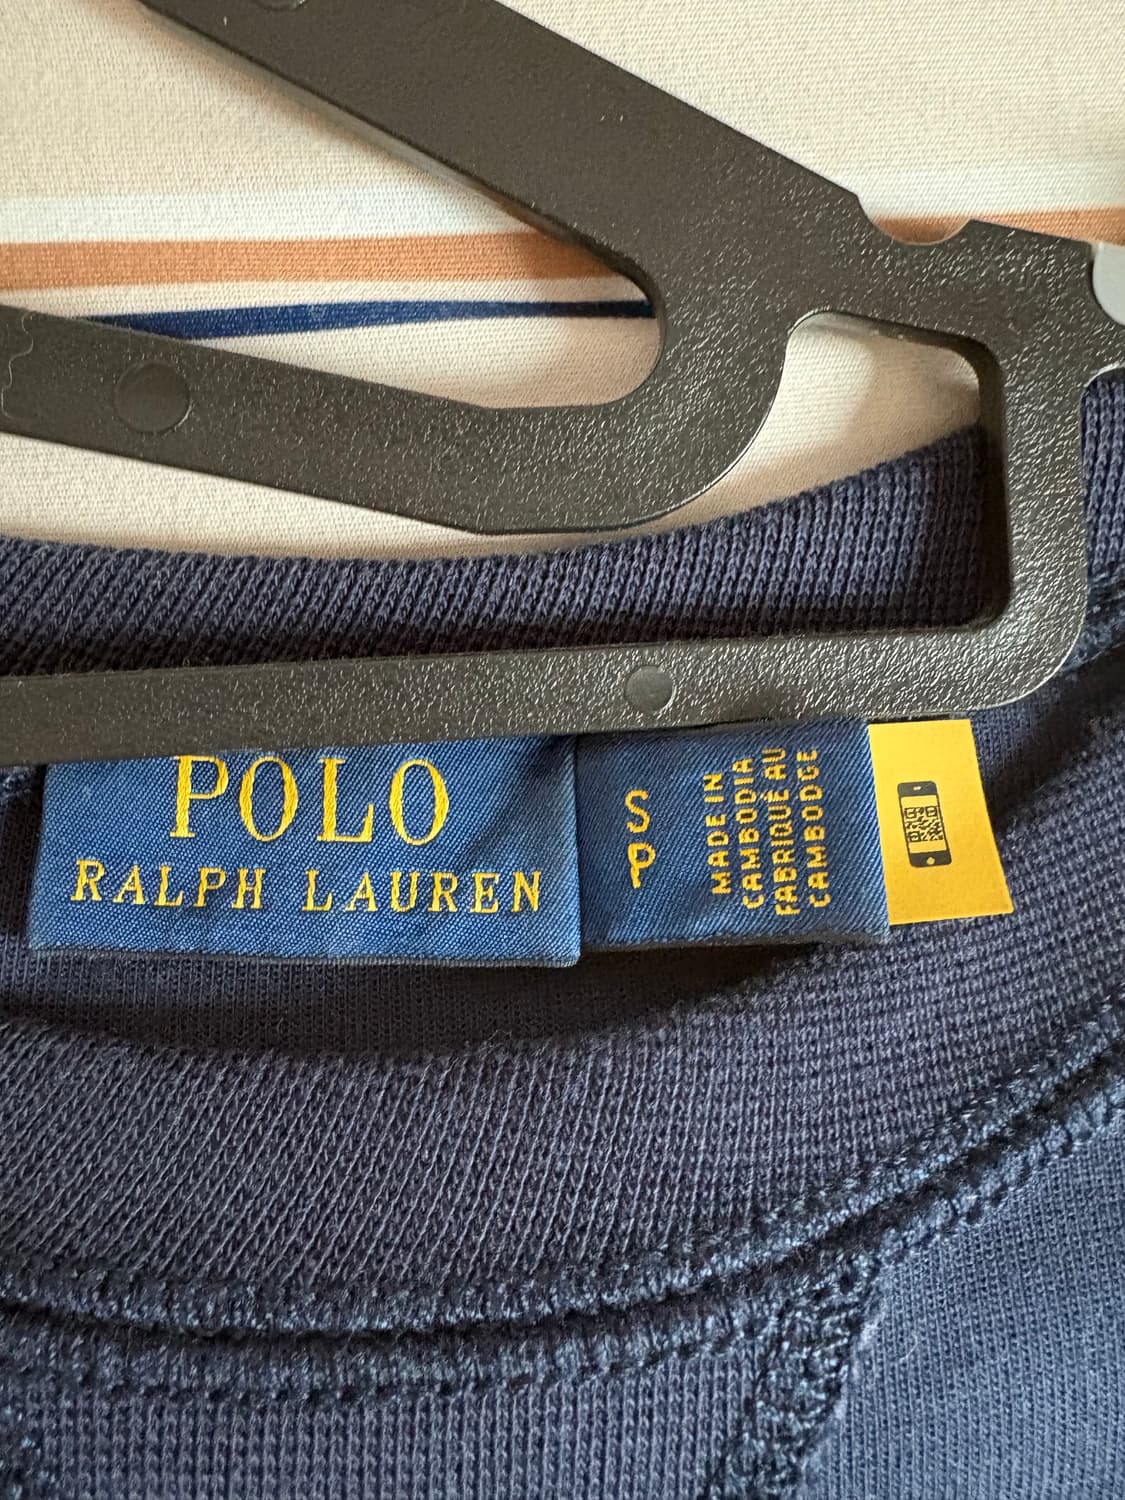 POLO
RALPH LAUREN
S
P
MADE IN
CAMBODIA
FABRIQUÉ AU
CAMBODGE